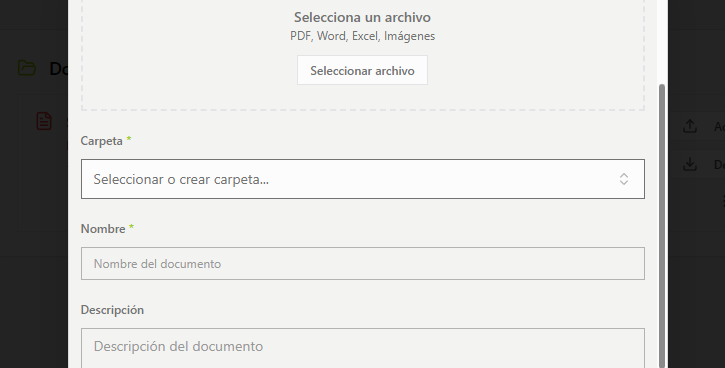 Selecciona un archivo
PDF, Word, Excel, Imágenes
Seleccionar archivo
Carpeta *
Seleccionar o crear carpeta...
Nombre *
Nombre del documento
Descripción
Descripción del documento